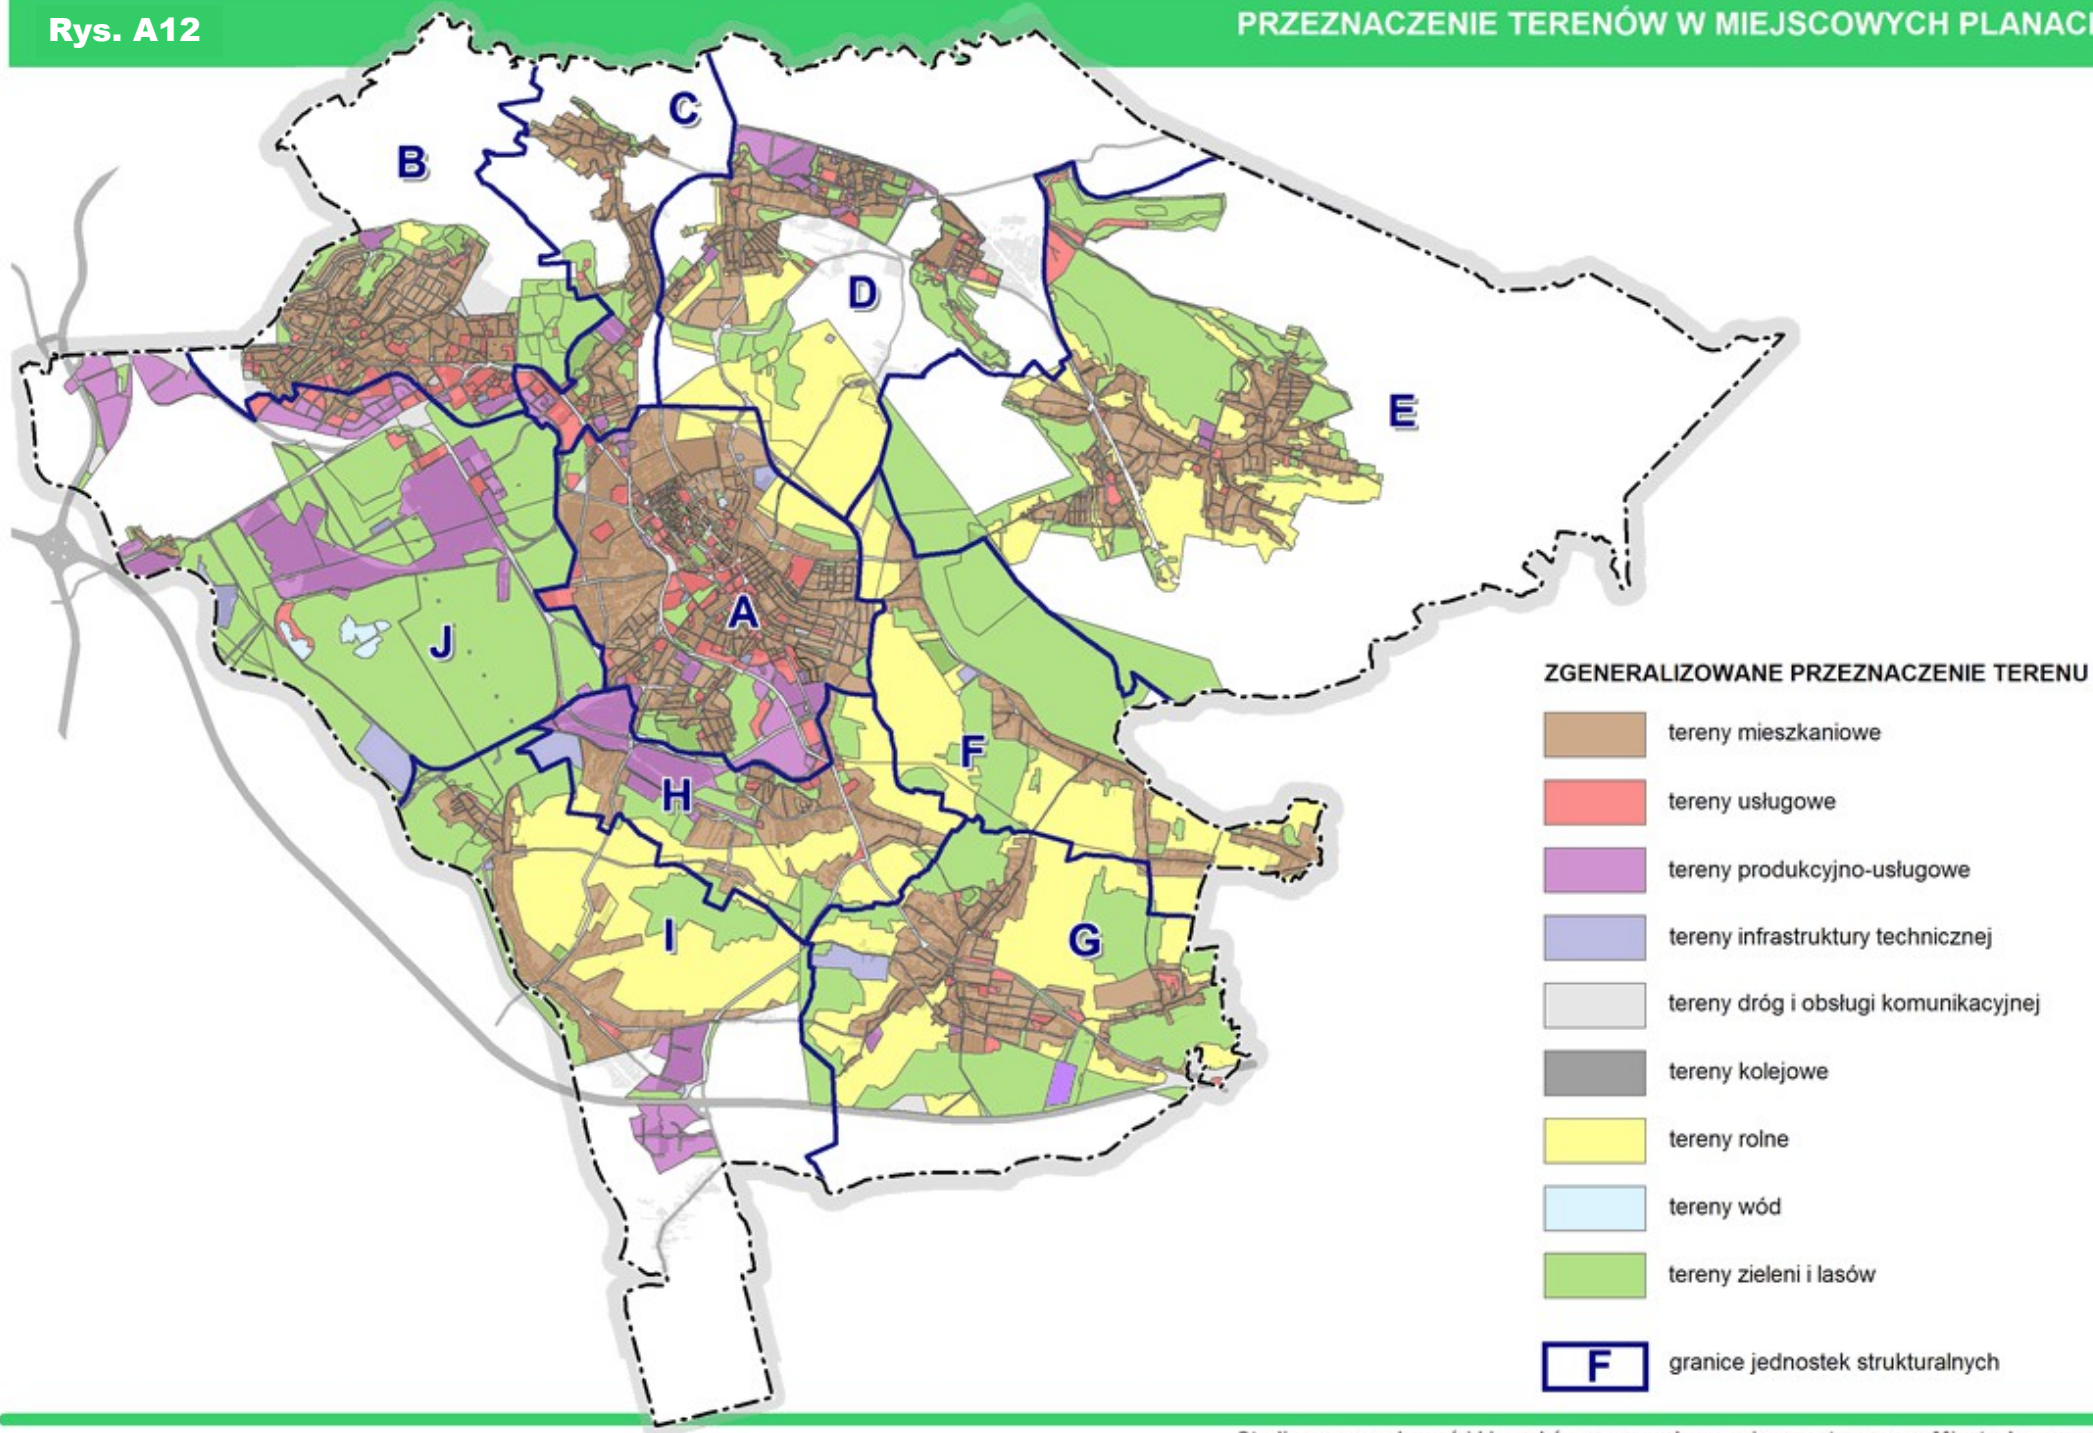 Rys. A12
PRZEZNACZENIE TERENÓW W MIEJSCOWYCH
C
B
D
E
A
J
F
H
I
G
ZGENERALIZOWANE PRZEZNACZENIE TERENU
tereny mieszkaniowe
tereny usługowe
tereny produkcyjno-usługowe
tereny infrastruktury technicznej
tereny dróg i obsługi komunikacyjnej
tereny kolejowe
tereny rolne
tereny wód
tereny zieleni i lasów
F granice jednostek strukturalnych